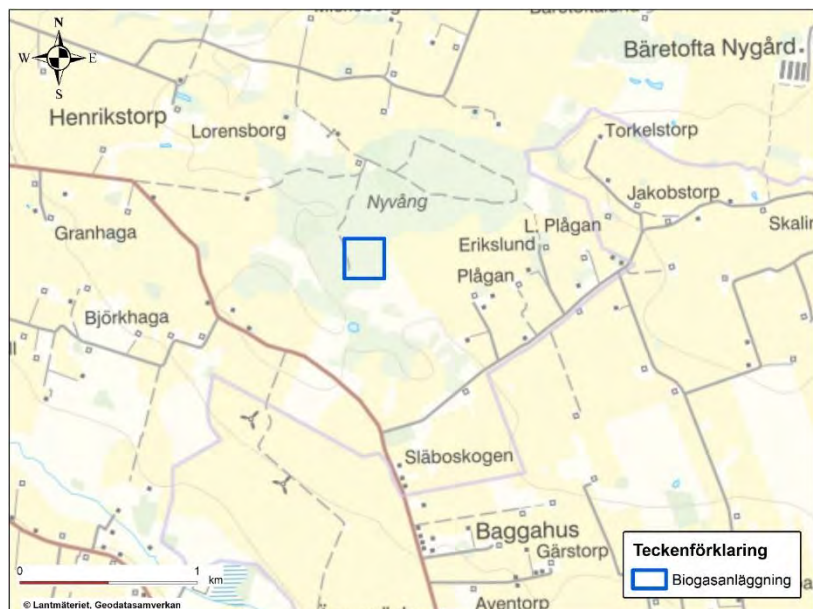 N
W E
S
Bäretofta Nygård
Henrikstorp
Lorensborg
Torkelstorp
Nyvång
Jakobstorp
L. Plågan
Skalin
Granhaga
Erikslund
Plågan
Björkhaga
Släboskogen
Baggahus
Gärstorp
Aventorp
Teckenförklaring
Biogasanläggning
0 1
km
© Lantmäteriet, Geodatasamverkan